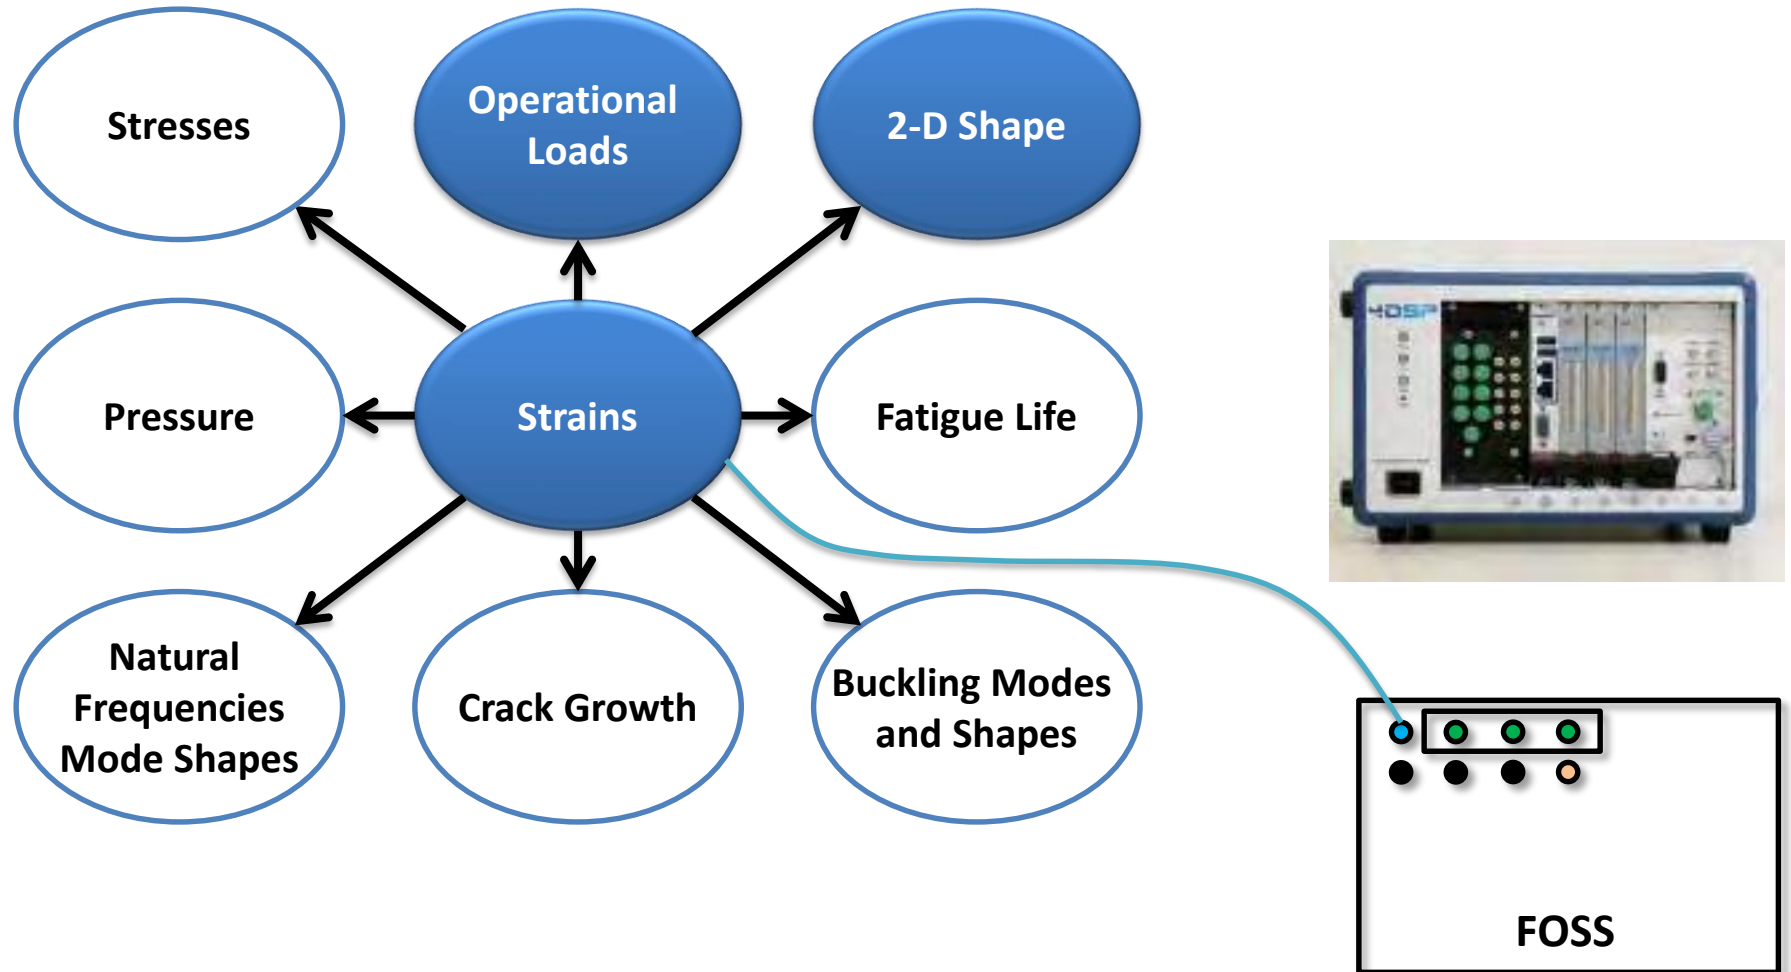 Stresses
Operational
Loads
2-D Shape
Pressure
Strains
Fatigue Life
4DSP
Natural
Frequencies
Mode Shapes
Crack Growth
Buckling Modes
and Shapes
FOSS